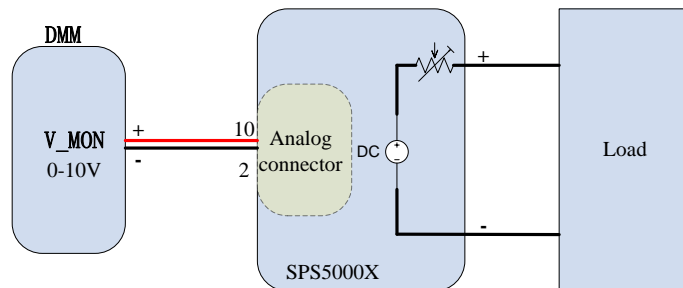 DMM
V_MON
0-10V
+
-
10
2
Analog
connector
DC
+
-
SPS5000X
+
-
Load